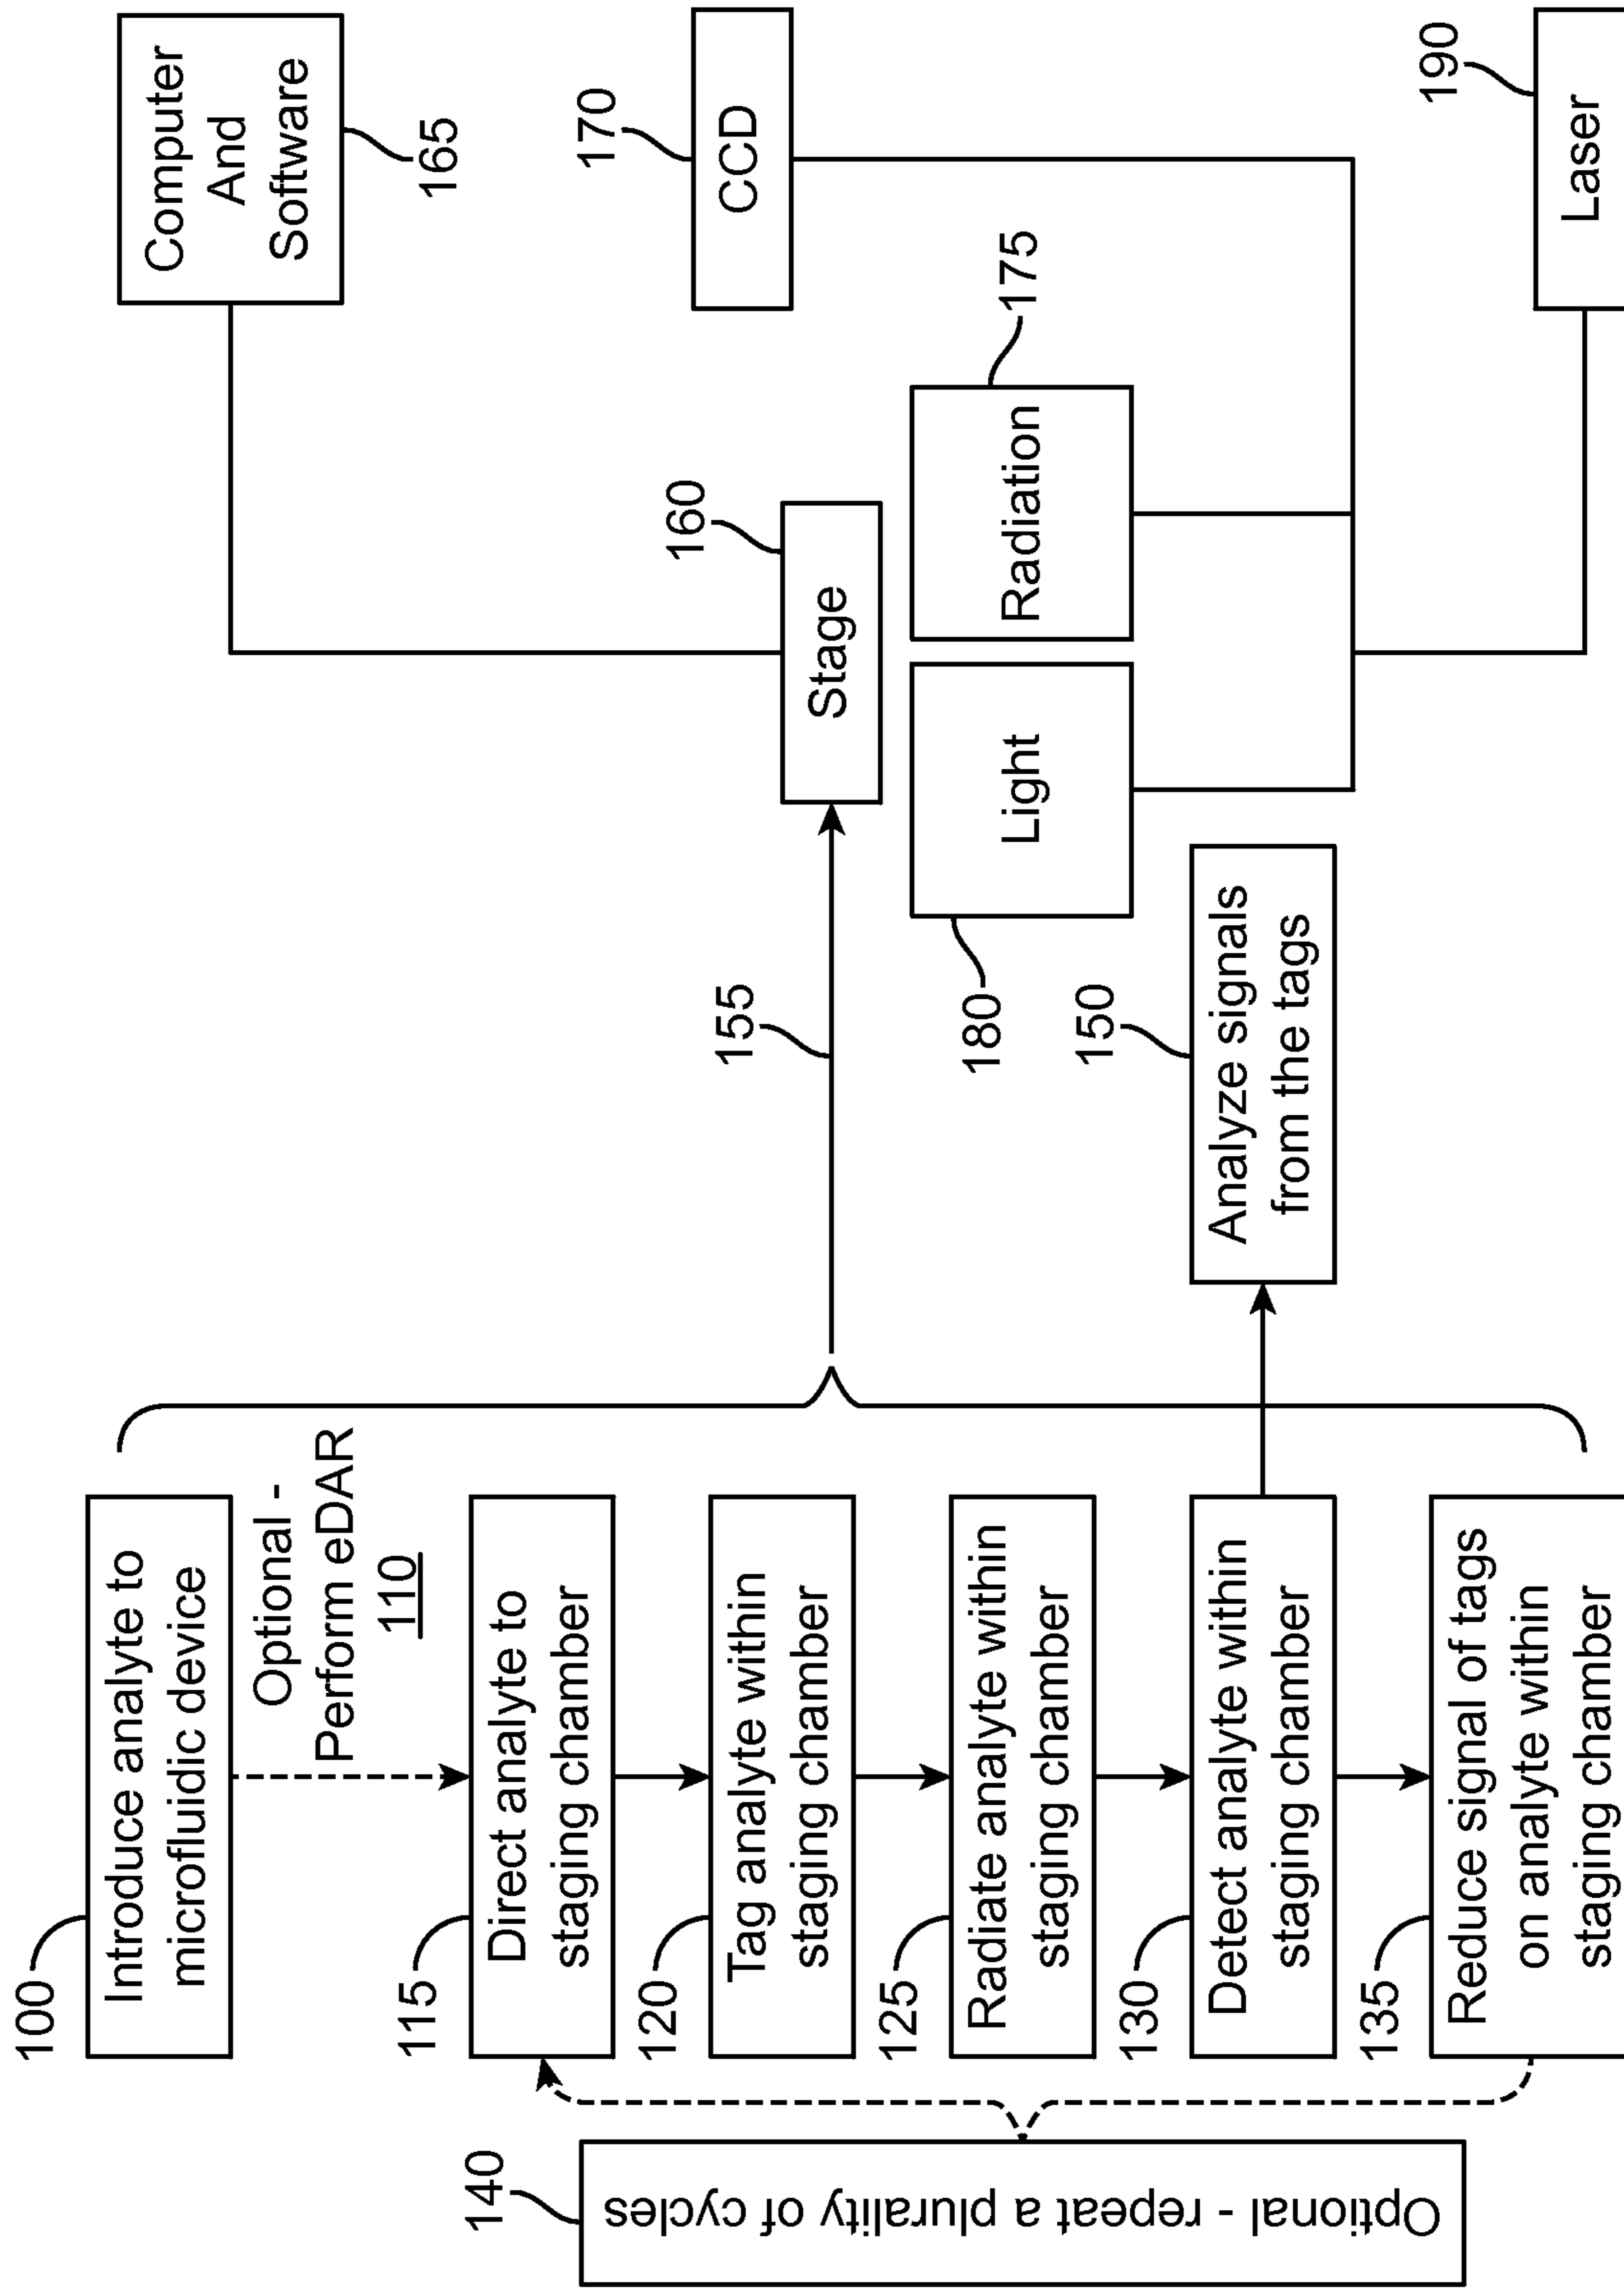 100
Introduce analyte to
microfluidic device
Optional -
Perform eDAR
110
115
Direct analyte to
staging chamber
120
Tag analyte within
staging chamber
125
Radiate analyte within
staging chamber
130
Detect analyte within
staging chamber
135
Reduce signal of tags
on analyte within
staging chamber
140
Optional - repeat a plurality of cycles
150
Analyze signals
from the tags
155
160
Stage
Computer
And
Software
165
170
CCD
175
Radiation
180
Light
190
Laser